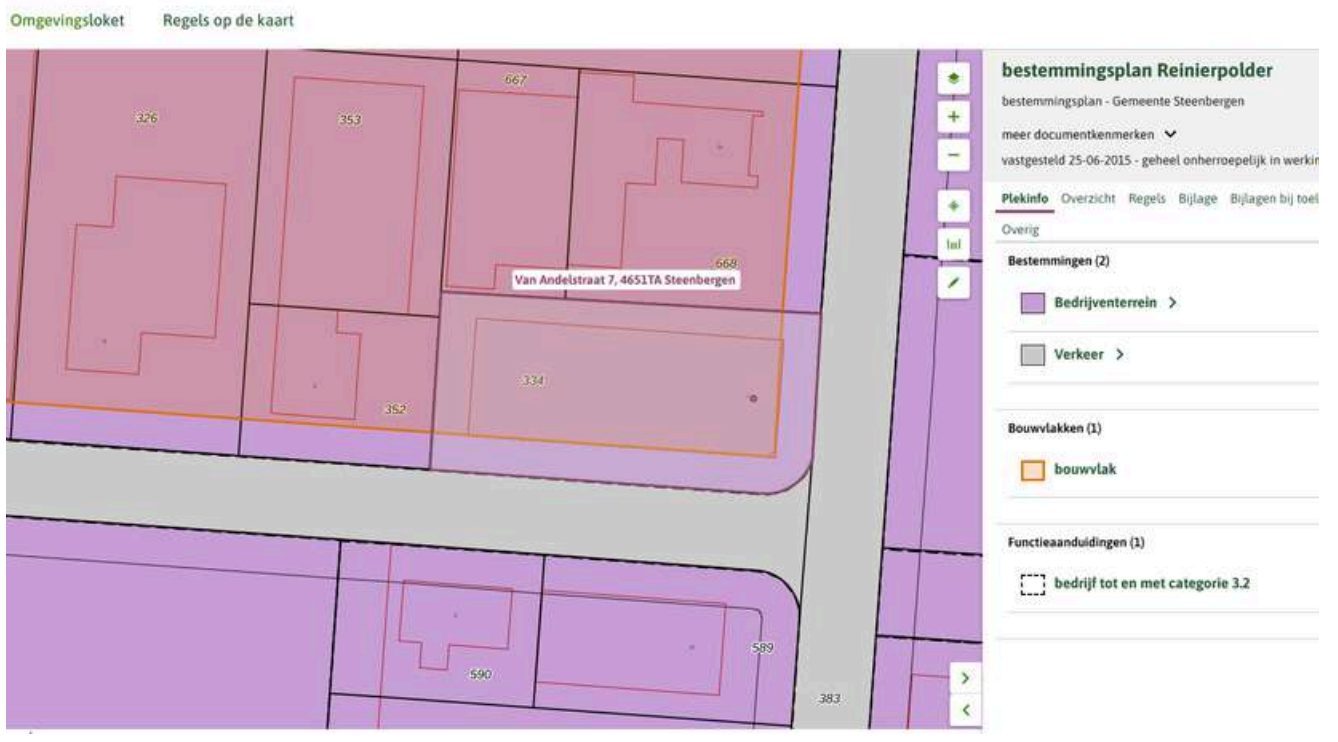 Omgevingsloket Regels op de kaart
667
326
353
668
Van Andelstraat 7, 4651TA Steenbergen
334
352
589
590
383
bestemmingsplan Reinierpolder
bestemmingsplan - Gemeente Steenbergen
meer documentkenmerken
vastgesteld 25-06-2015 - geheel onherroepelijk in werkin
Plekinfo Overzicht Regels Bijlage Bijlagen bij toel
Overig
Bestemmingen (2)
Bedrijventerrein
Verkeer
Bouwvlakken (1)
bouwvlak
Functieaanduidingen (1)
bedrijf tot en met categorie 3.2